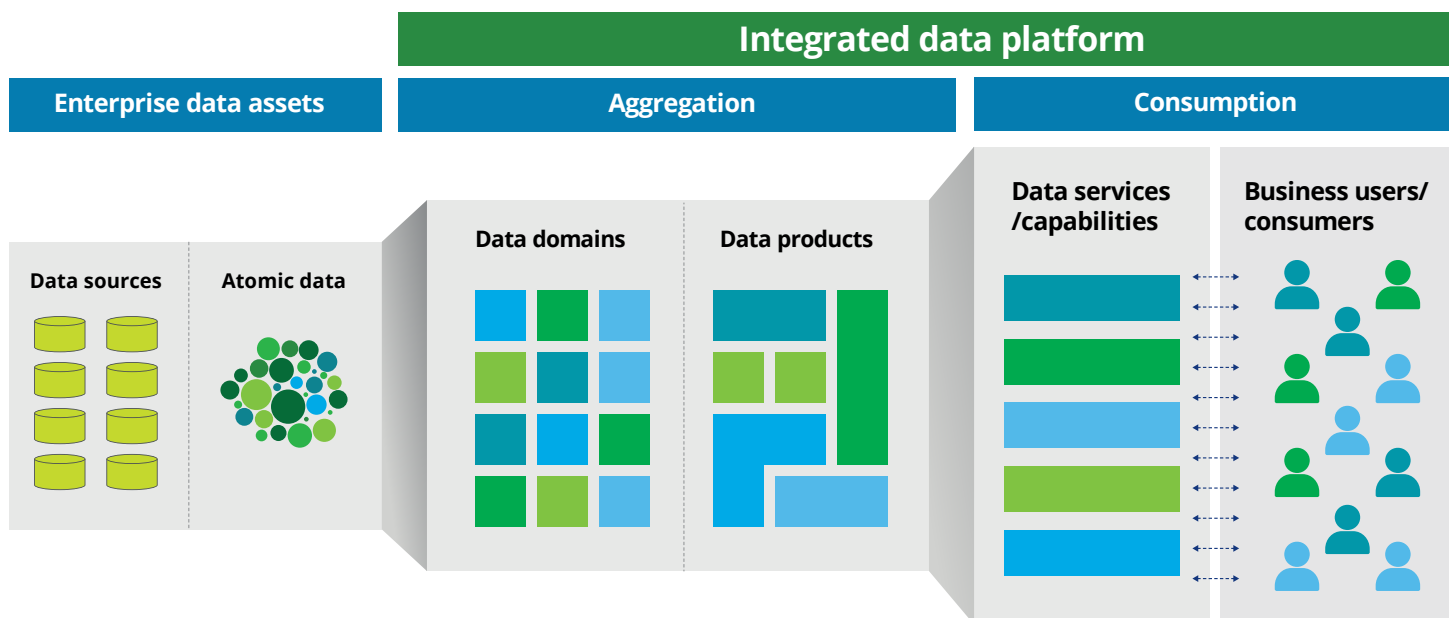 Integrated data platform
Enterprise data assets
Aggregation
Consumption
Data sources
Atomic data
Data domains
Data products
Data services
/capabilities
Business users/
consumers